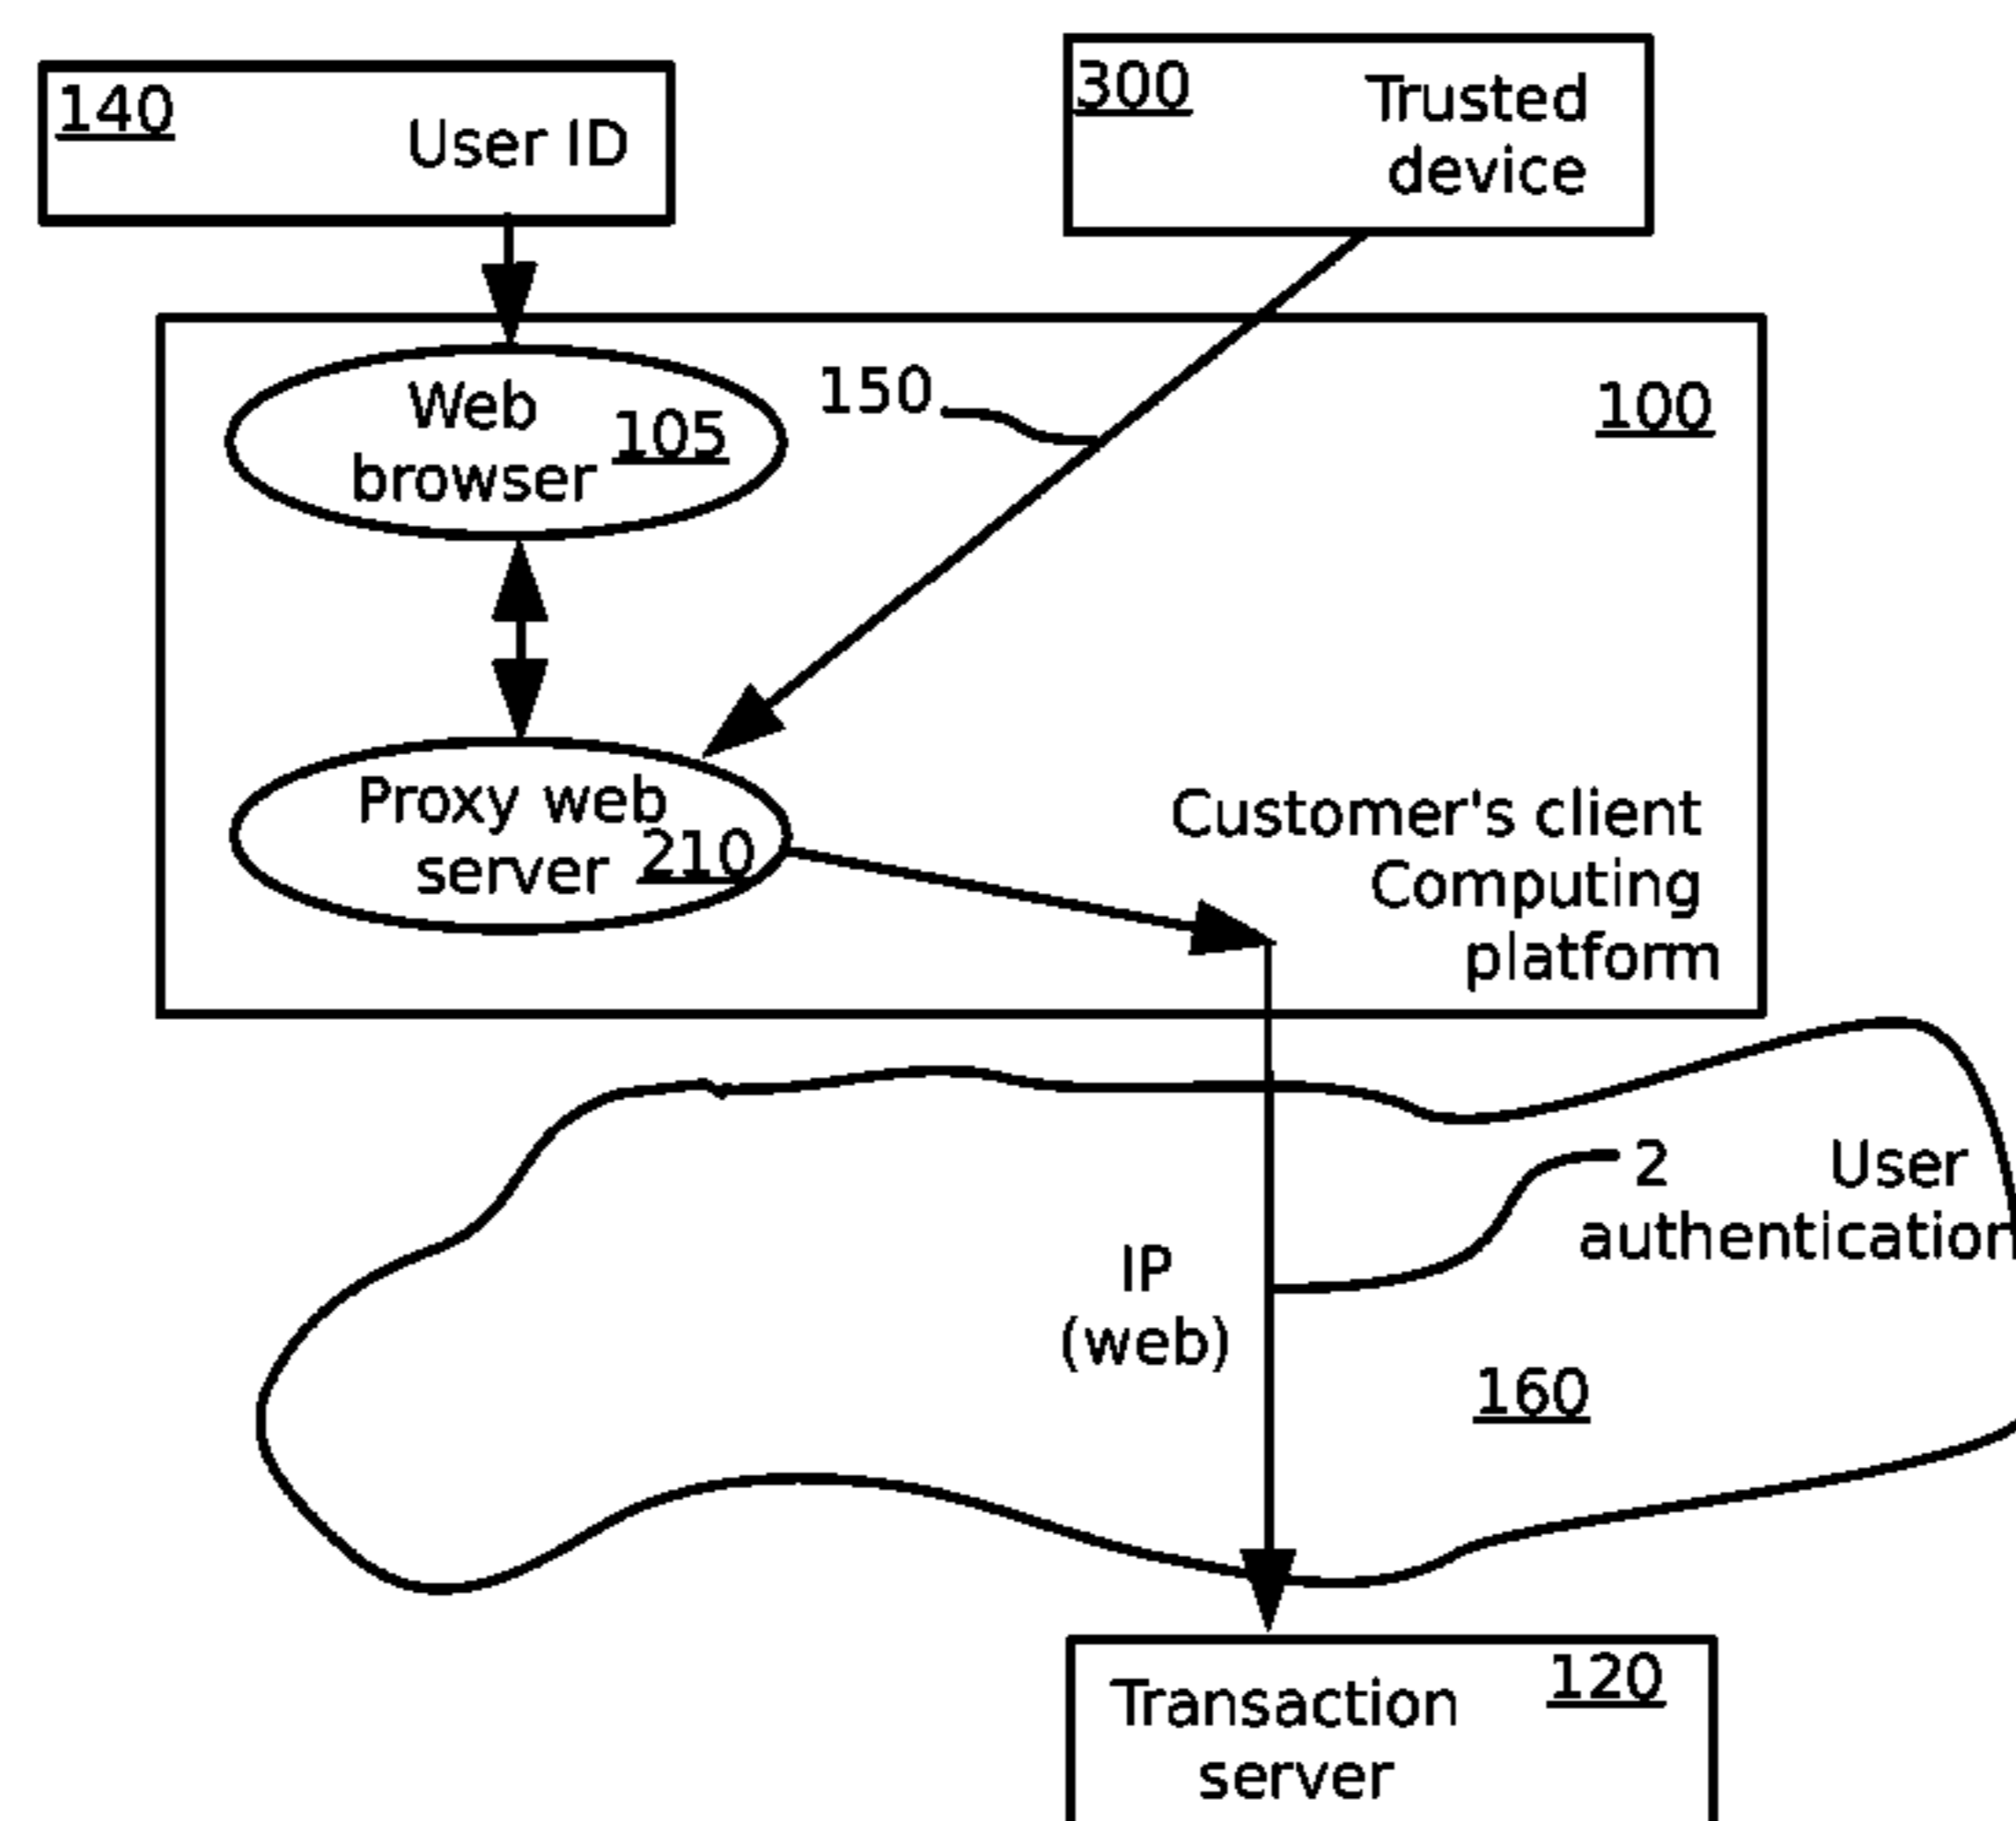 140
User ID
300
Trusted
device
Web
105
browser
150
100
Proxy web
server 210
Customer's client
Computing
platform
2 User
authentication
IP
(web)
160
120
Transaction
server